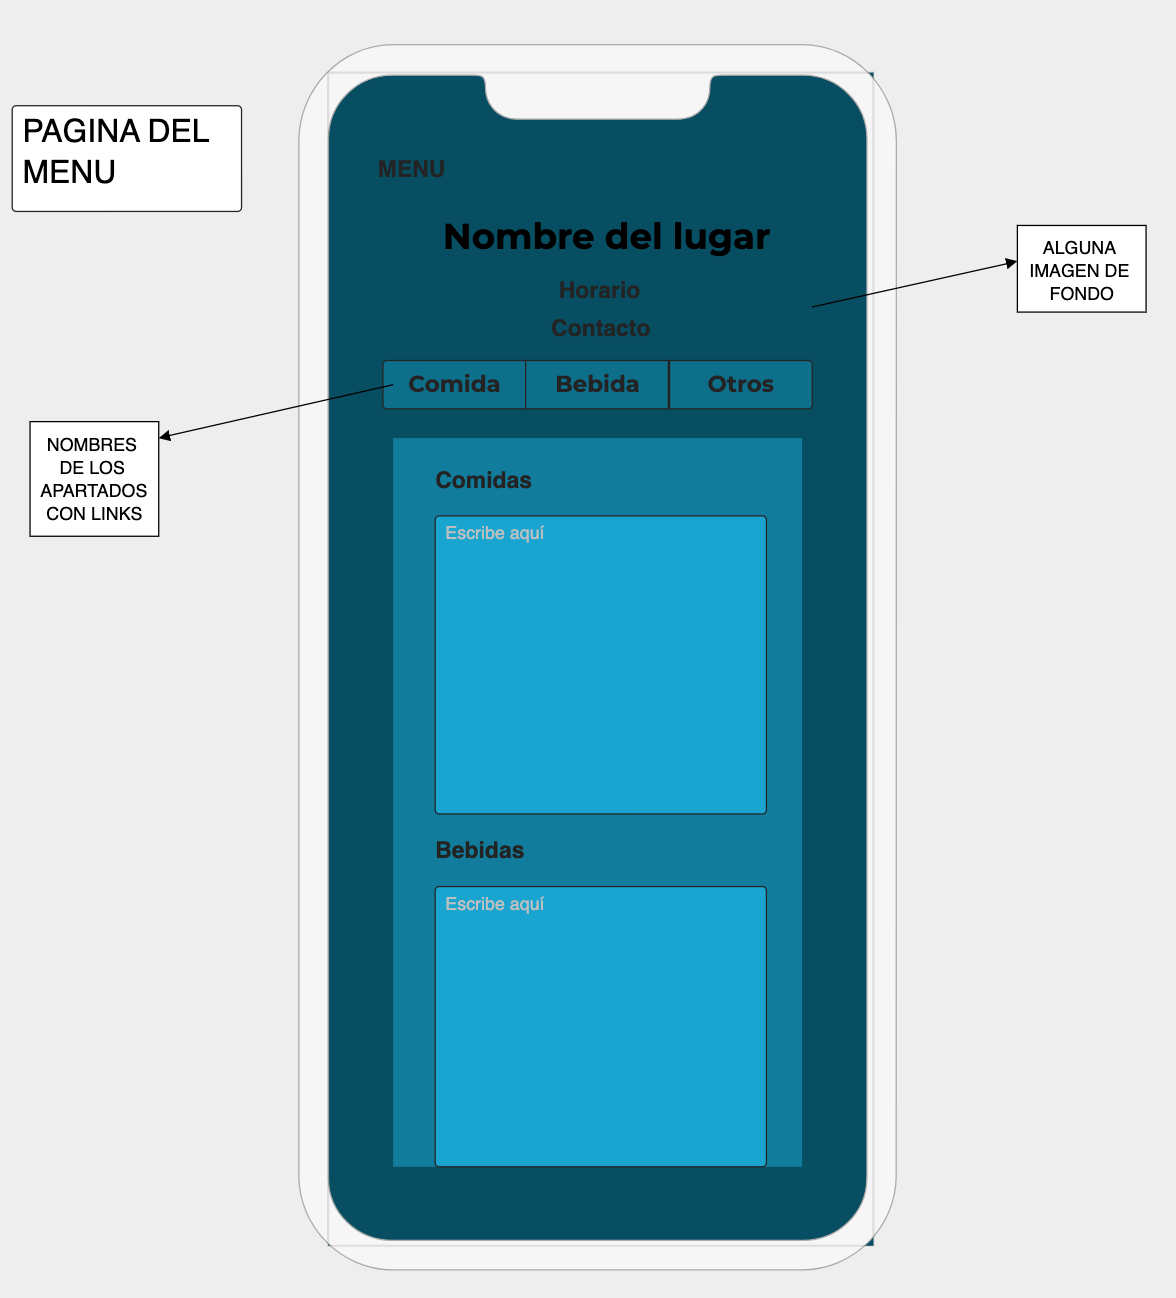 PAGINA DEL
MENU
MENU
Nombre del lugar
Horario
Contacto
ALGUNA
IMAGEN DE
FONDO
Comida Bebida Otros
NOMBRES
DE LOS
APARTADOS
CON LINKS
Comidas
Escribe aquí
Bebidas
Escribe aquí